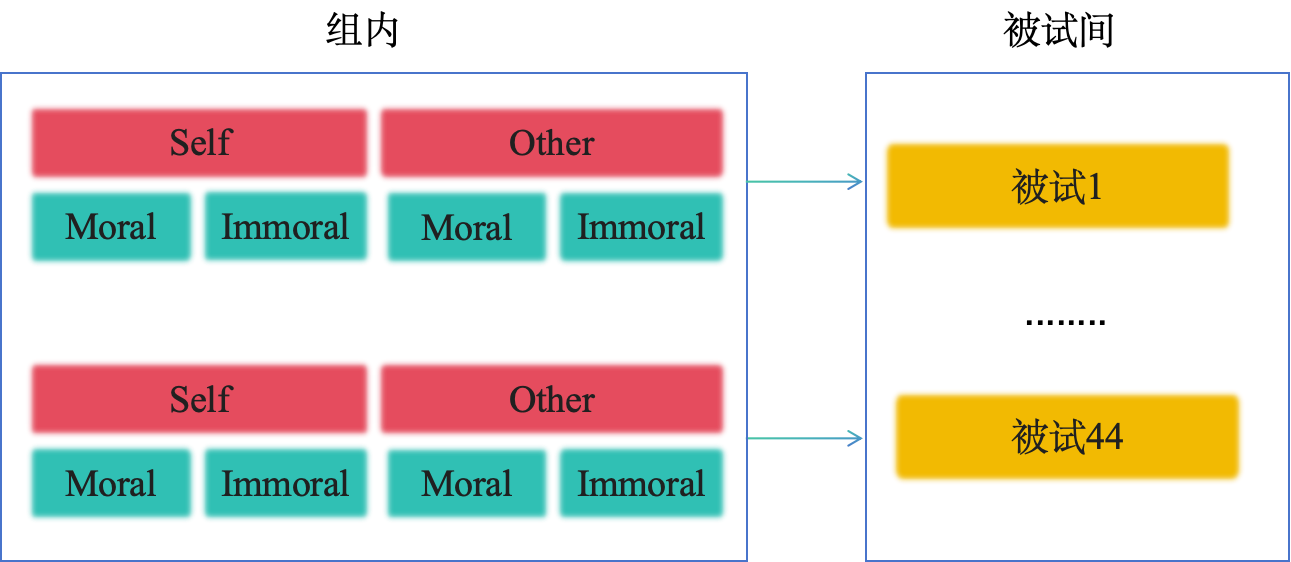 组内
被试间
Self Other
Moral Immoral Moral Immoral
被试1
........
Self Other
Moral Immoral Moral Immoral
被试44